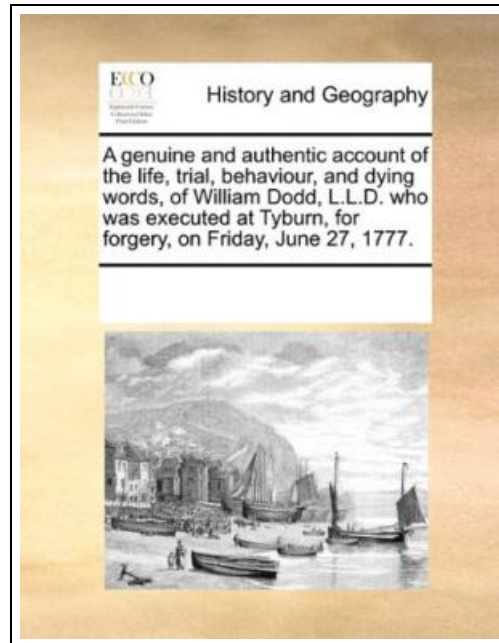 ECCO
History and Geography
A genuine and authentic account of
the life, trial, behaviour, and dying
words, of William Dodd, L.L.D. who
was executed at Tyburn, for
forgery, on Friday, June 27, 1777.